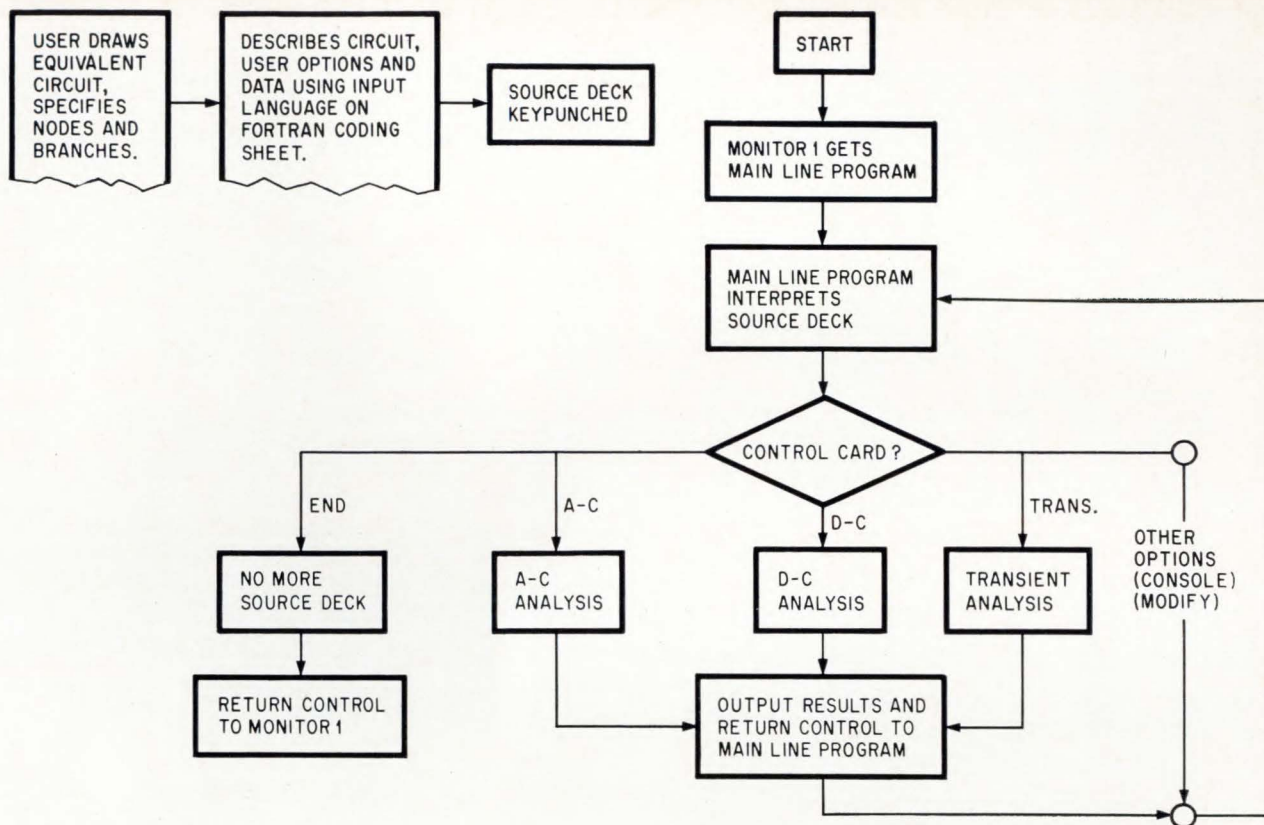 USER DRAWS
EQUIVALENT
CIRCUIT,
SPECIFIES
NODES AND
BRANCHES.
DESCRIBES CIRCUIT,
USER OPTIONS AND
DATA USING INPUT
LANGUAGE ON
FORTRAN CODING
SHEET.
SOURCE DECK
KEYPUNCHED
START
MONITOR 1 GETS
MAIN LINE PROGRAM
MAIN LINE PROGRAM
INTERPRETS
SOURCE DECK
CONTROL CARD?
END
A-C
D-C
TRANS.
OTHER
OPTIONS
(CONSOLE)
(MODIFY)
NO MORE
SOURCE DECK
A-C
ANALYSIS
D-C
ANALYSIS
TRANSIENT
ANALYSIS
RETURN CONTROL
TO MONITOR 1
OUTPUT RESULTS AND
RETURN CONTROL TO
MAIN LINE PROGRAM